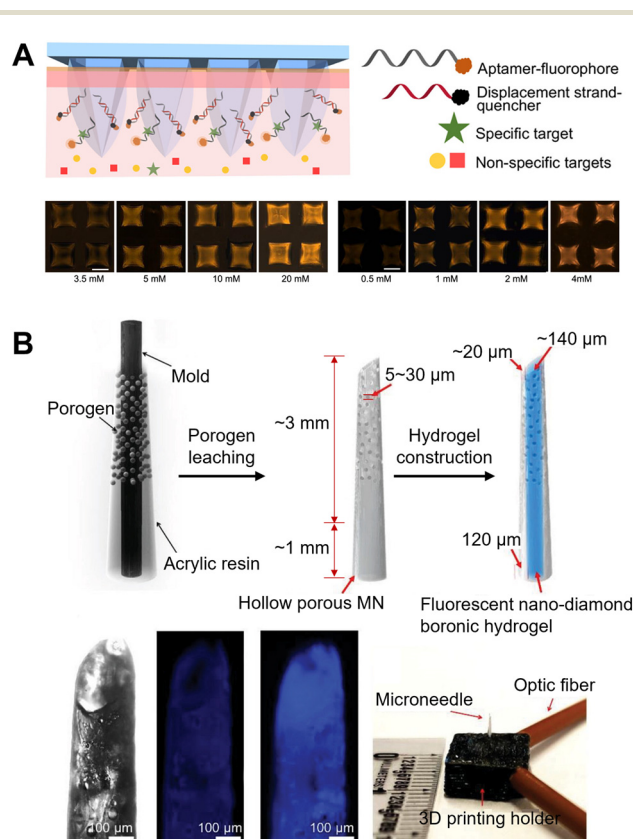 A
Aptamer-fluorophore
Displacement strand-
quencher
Specific target
Non-specific targets
3.5 mM
5 mM
10 mM
20 mM
0.5 mM
1 mM
2 mM
4mM
B
Mold
Porogen
Acrylic resin
Porogen
leaching
~3 mm
5~30 µm
~1 mm
Hollow porous MN
Hydrogel
construction
~20 µm
~140 µm
120 µm
Fluorescent nano-diamond
boronic hydrogel
100 µm
100 µm
100 µm
Microneedle
Optic fiber
3D printing holder